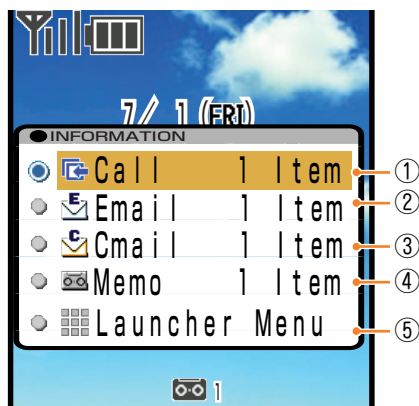 7/ 1(FRI)
●INFORMATION
Call 1 Item ①
Email 1 Item ②
Cmail 1 Item ③
Memo 1 Item ④
Launcher Menu ⑤
1